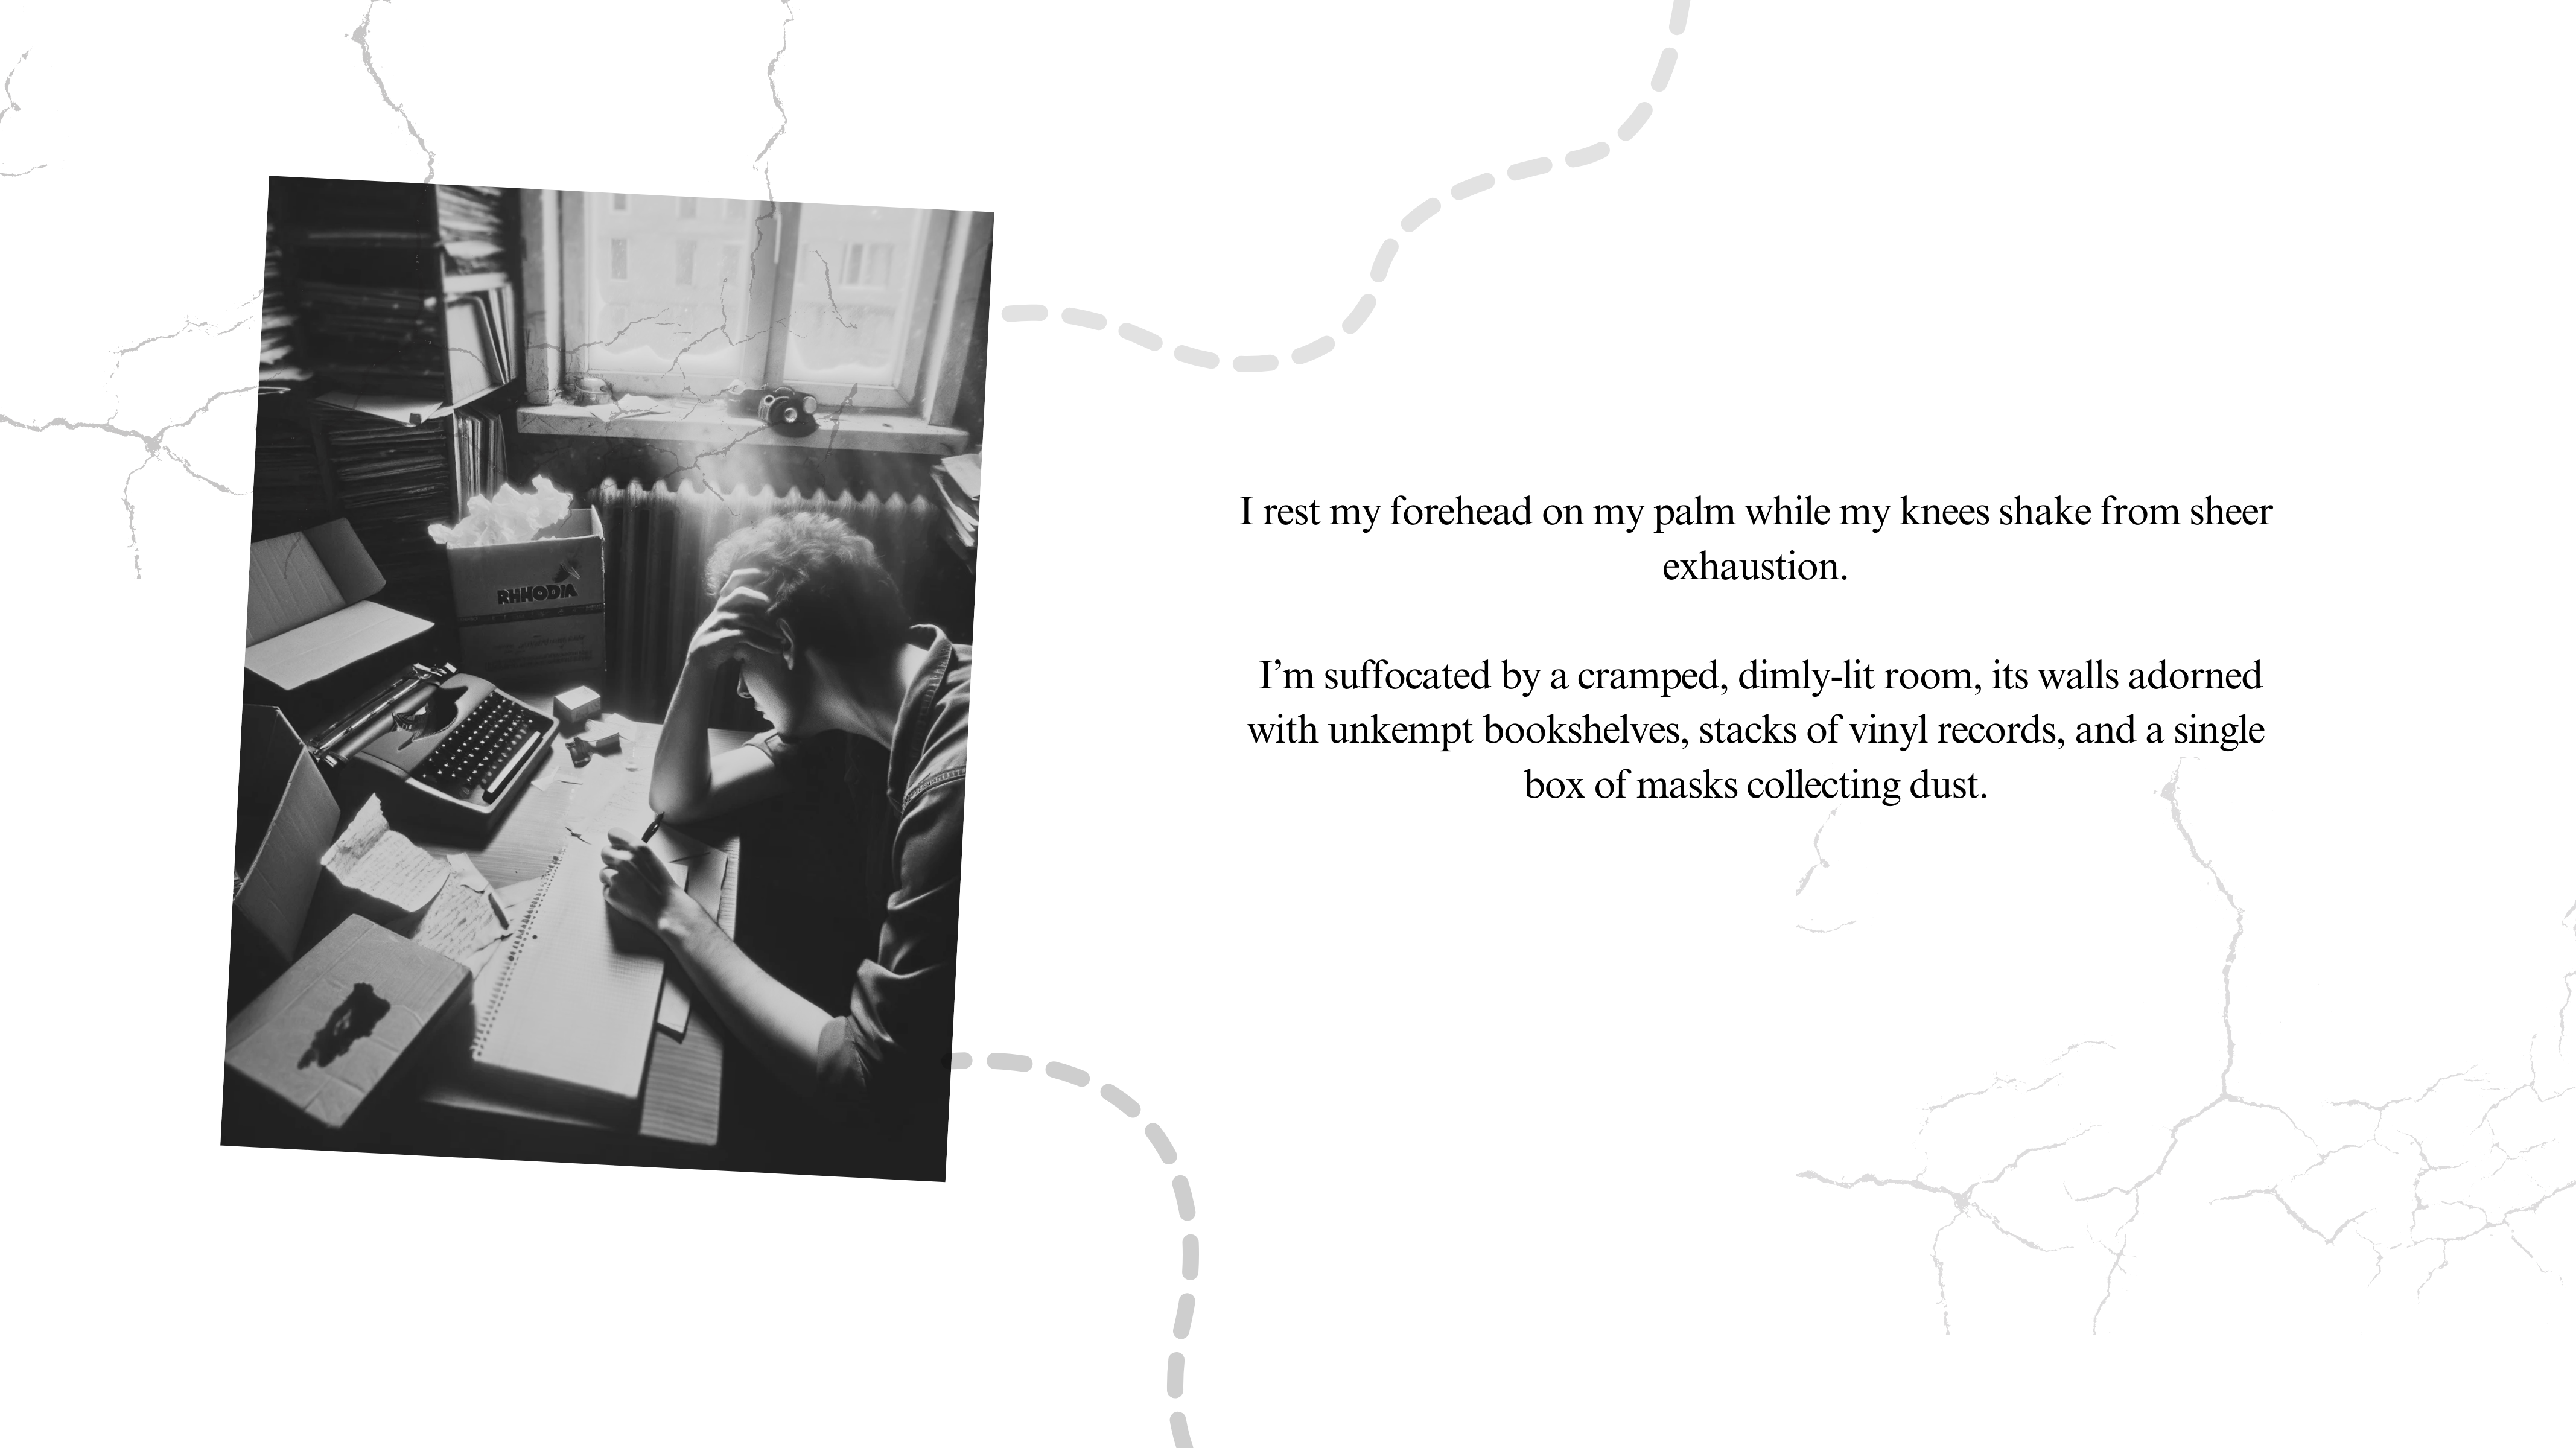 RHHODIA
I rest my forehead on my palm while my knees shake from sheer
exhaustion.
I’m suffocated by a cramped, dimly-lit room, its walls adorned
with unkempt bookshelves, stacks of vinyl records, and a single
box of masks collecting dust.